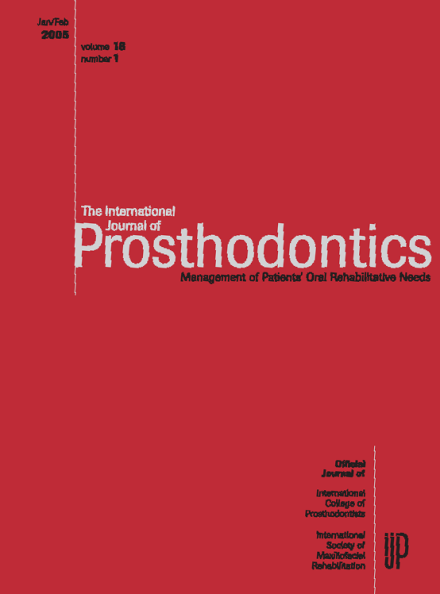 Jan/Feb
2005
volume 18
number 1
The International
Journal of
Prosthodontics
Management of Patients' Oral Rehabilitative Needs
Official
Journal of
International
College of
Prosthodontists
International
Society of
Maxillofacial
Rehabilitation
IJP